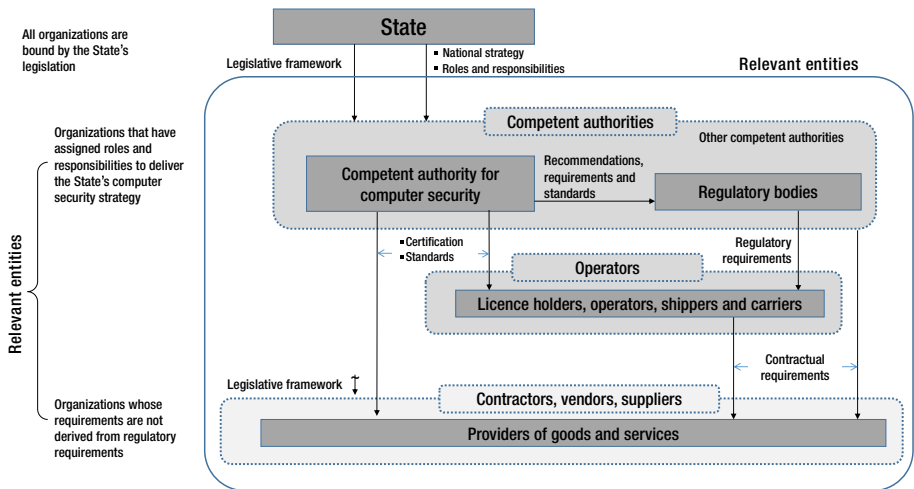 State
All organizations are
bound by the State's
legislation
Legislative framework
▪ National strategy
▪ Roles and responsibilities
Relevant entities
Competent authorities
Other competent authorities
Organizations that have
assigned roles and
responsibilities to deliver
the State's computer
security strategy
Competent authority for
computer security
Recommendations,
requirements and
standards
Regulatory bodies
▪ Certification
▪ Standards
Regulatory
requirements
Operators
Licence holders, operators, shippers and carriers
Relevant entities
Contractual
requirements
Legislative framework
Contractors, vendors, suppliers
Organizations whose
requirements are not
derived from regulatory
requirements
Providers of goods and services